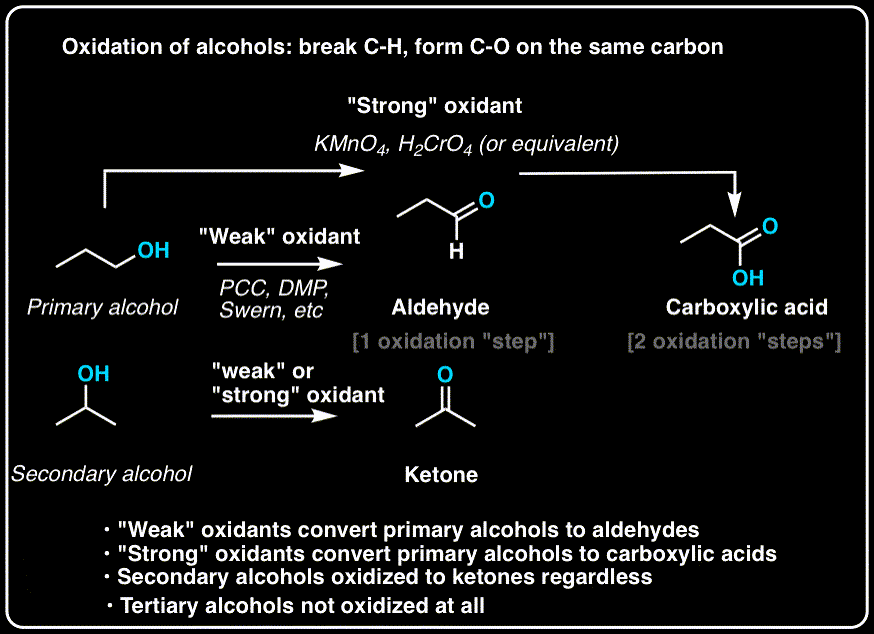 Oxidation of alcohols: break C-H, form C-O on the same carbon
"Strong" oxidant
KMnO4, H2CrO4 (or equivalent)
O
H
"Weak" oxidant
OH
PCC, DMP,
Swern, etc
O
OH
Primary alcohol
Aldehyde
Carboxylic acid
[1 oxidation "step"]
[2 oxidation "steps"]
OH
"weak" or
"strong" oxidant
O
Secondary alcohol
Ketone
· "Weak" oxidants convert primary alcohols to aldehydes
· "Strong" oxidants convert primary alcohols to carboxylic acids
· Secondary alcohols oxidized to ketones regardless
· Tertiary alcohols not oxidized at all